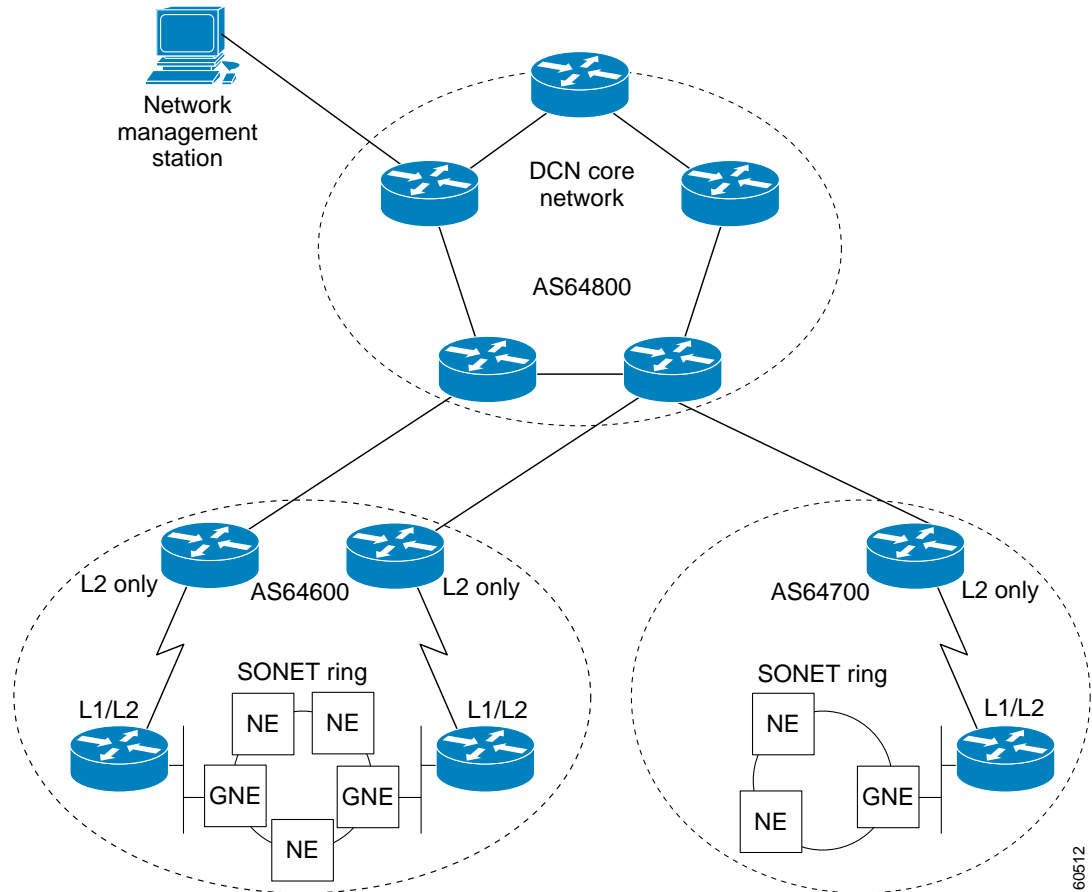 Network
management
station
DCN core
network
AS64800
L2 only
AS64600
L2 only
AS64700
L2 only
SONET ring
SONET ring
L1/L2
NE
NE
L1/L2
NE
L1/L2
GNE
GNE
GNE
NE
NE
60512